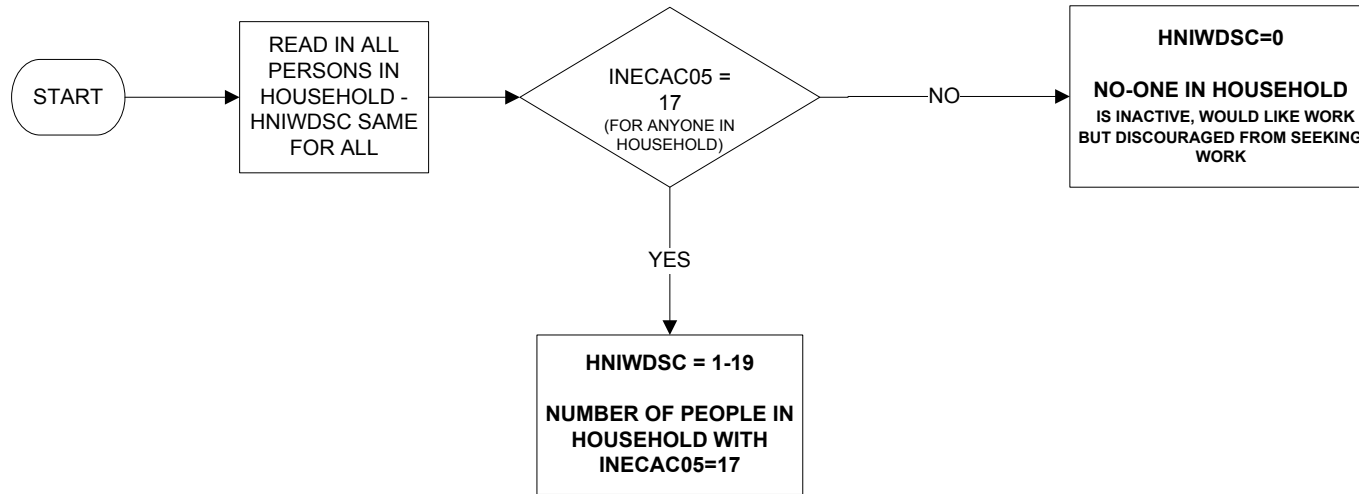 START
READ IN ALL
PERSONS IN
HOUSEHOLD -
HNIWDSC SAME
FOR ALL
INECAC05 =
17
(FOR ANYONE IN
HOUSEHOLD)
NO
HNIWDSC=0
NO-ONE IN HOUSEHOLD
IS INACTIVE, WOULD LIKE WORK
BUT DISCOURAGED FROM SEEKING
WORK
YES
HNIWDSC = 1-19
NUMBER OF PEOPLE IN
HOUSEHOLD WITH
INECAC05=17